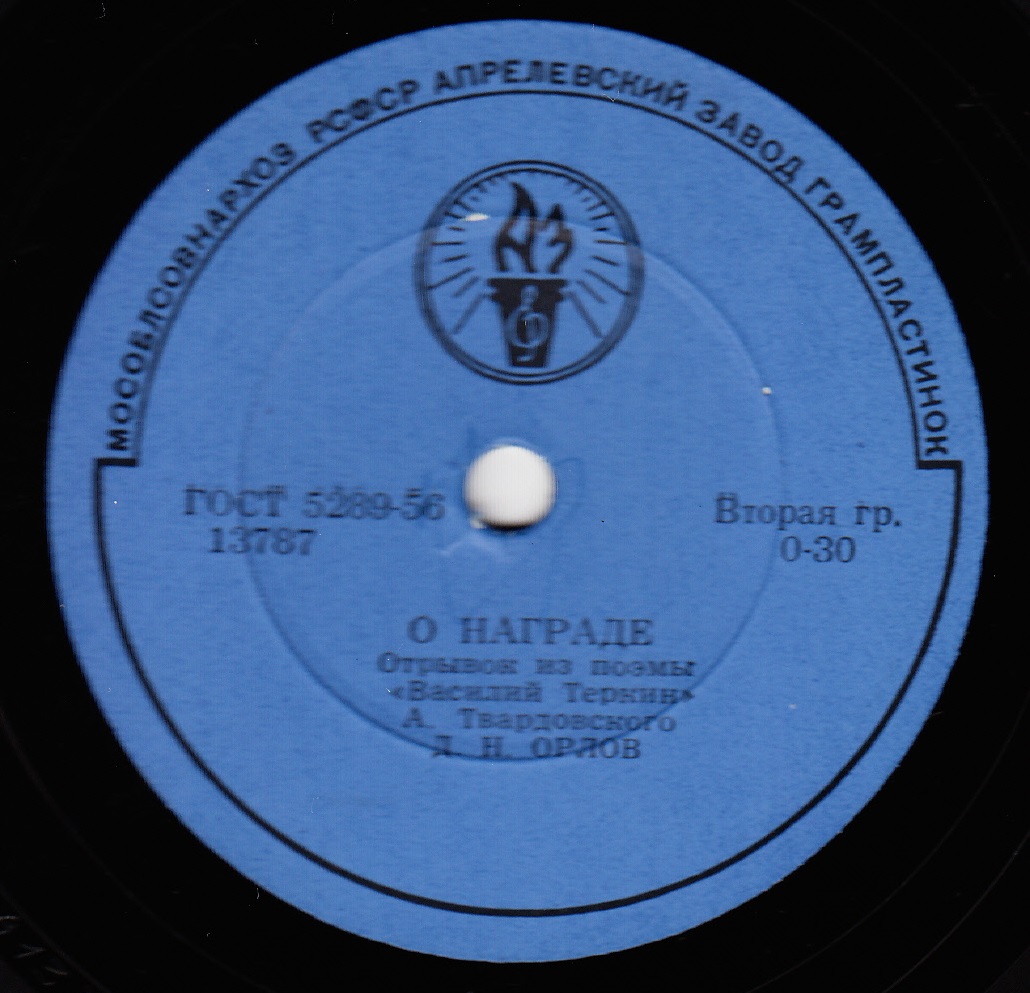 МОСОБЛСОВНАРХОЗ РСФСР АПРЕЛЕВСКИЙ ЗАВОД ГРАМПЛАСТИНОК
АЗ
ГОСТ 5289-56
13787
Вторая гр.
0-30
О НАГРАДЕ
Отрывок из поэмы
«Василий Теркин»
А. Твардовского
Д. Н. ОРЛОВ